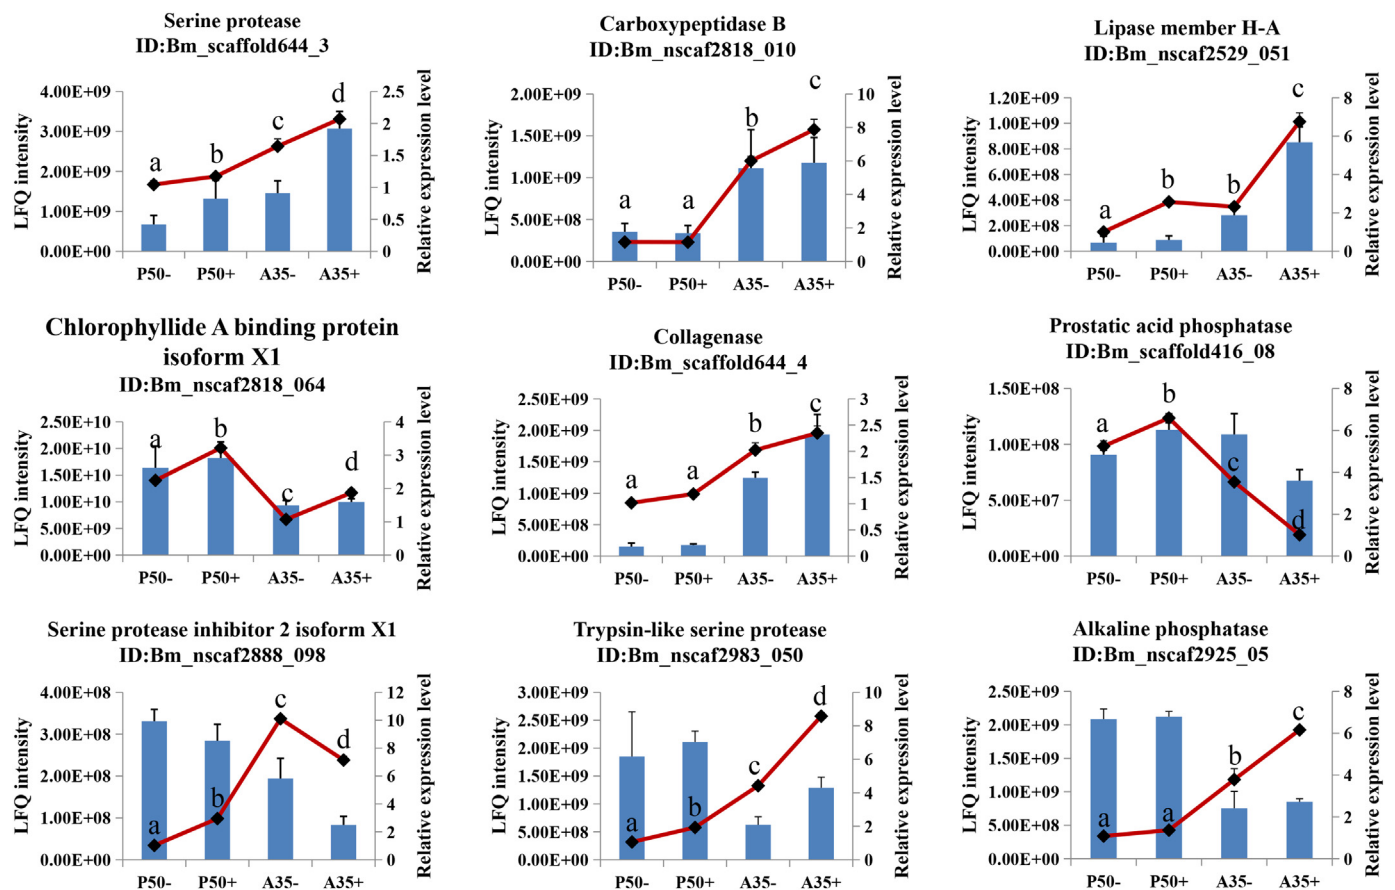 Serine protease
ID:Bm_scaffold644_3
LFQ intensity
4.00E+09
3.00E+09
2.00E+09
1.00E+09
0.00E+00
a
b
c
d
2.5
2
1.5
1
0.5
0
Relative expression level
P50- P50+ A35- A35+
Carboxypeptidase B
ID:Bm_nscaf2818_010
LFQ intensity
2.00E+09
1.50E+09
1.00E+09
5.00E+08
0.00E+00
a
a
b
c
10
8
6
4
2
0
Relative expression level
P50- P50+ A35- A35+
Lipase member H-A
ID:Bm_nscaf2529_051
LFQ intensity
1.20E+09
1.00E+09
8.00E+08
6.00E+08
4.00E+08
2.00E+08
0.00E+00
a
b
b
c
8
6
4
2
0
Relative expression level
P50- P50+ A35- A35+
Chlorophyllide A binding protein
isoform X1
ID:Bm_nscaf2818_064
LFQ intensity
2.50E+10
2.00E+10
1.50E+10
1.00E+10
5.00E+09
0.00E+00
a
b
c
d
4
3
2
1
0
Relative expression level
P50- P50+ A35- A35+
Collagenase
ID:Bm_scaffold644_4
LFQ intensity
2.50E+09
2.00E+09
1.50E+09
1.00E+09
5.00E+08
0.00E+00
a
a
b
c
3
2.5
2
1.5
1
0.5
0
Relative expression level
P50- P50+ A35- A35+
Prostatic acid phosphatase
ID:Bm_scaffold416_08
LFQ intensity
1.50E+08
1.00E+08
5.00E+07
0.00E+00
a
b
c
d
8
6
4
2
0
Relative expression level
P50- P50+ A35- A35+
Serine protease inhibitor 2 isoform X1
ID:Bm_nscaf2888_098
LFQ intensity
4.00E+08
3.00E+08
2.00E+08
1.00E+08
0.00E+00
a
b
c
d
12
10
8
6
4
2
0
Relative expression level
P50- P50+ A35- A35+
Trypsin-like serine protease
ID:Bm_nscaf2983_050
LFQ intensity
3.00E+09
2.50E+09
2.00E+09
1.50E+09
1.00E+09
5.00E+08
0.00E+00
a
b
c
d
10
8
6
4
2
0
Relative expression level
P50- P50+ A35- A35+
Alkaline phosphatase
ID:Bm_nscaf2925_05
LFQ intensity
2.50E+09
2.00E+09
1.50E+09
1.00E+09
5.00E+08
0.00E+00
a
a
b
c
8
6
4
2
0
Relative expression level
P50- P50+ A35- A35+